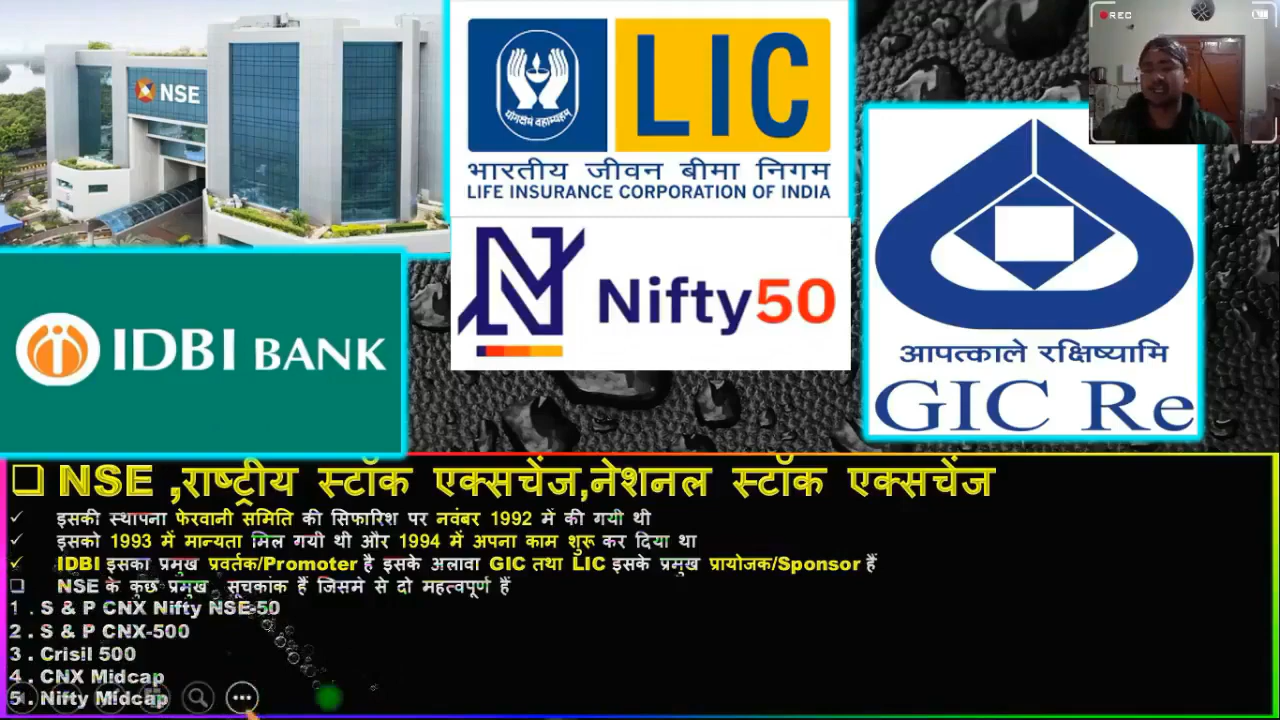 NSE
योगक्षेमं वहाम्यहम्
LIC
भारतीय जीवन बीमा निगम
LIFE INSURANCE CORPORATION OF INDIA
REC
Nifty50
IDBI BANK
आपत्काले रक्षिष्यामि
GIC Re
NSE ,राष्ट्रीय स्टॉक एक्सचेंज,नेशनल स्टॉक एक्सचेंज
इसकी स्थापना फेरवानी समिति की सिफारिश पर नवंबर 1992 में की गयी थी
इसको 1993 में मान्यता मिल गयी थी और 1994 में अपना काम शुरू कर दिया था
IDBI इसका प्रमुख प्रवर्तक/Promoter है इसके अलावा GIC तथा LIC इसके प्रमुख प्रायोजक/Sponsor हैं
NSE के कुछ प्रमुख सूचकांक हैं जिसमे से दो महत्वपूर्ण हैं
1 . S & P CNX Nifty NSE-50
2 . S & P CNX-500
3 . Crisil 500
4 . CNX Midcap
5 . Nifty Midcap